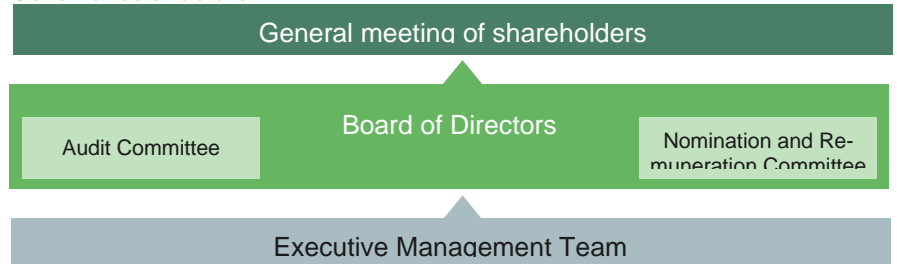 General meeting of shareholders
Board of Directors
Audit Committee
Nomination and Re-
muneration Committee
Executive Management Team